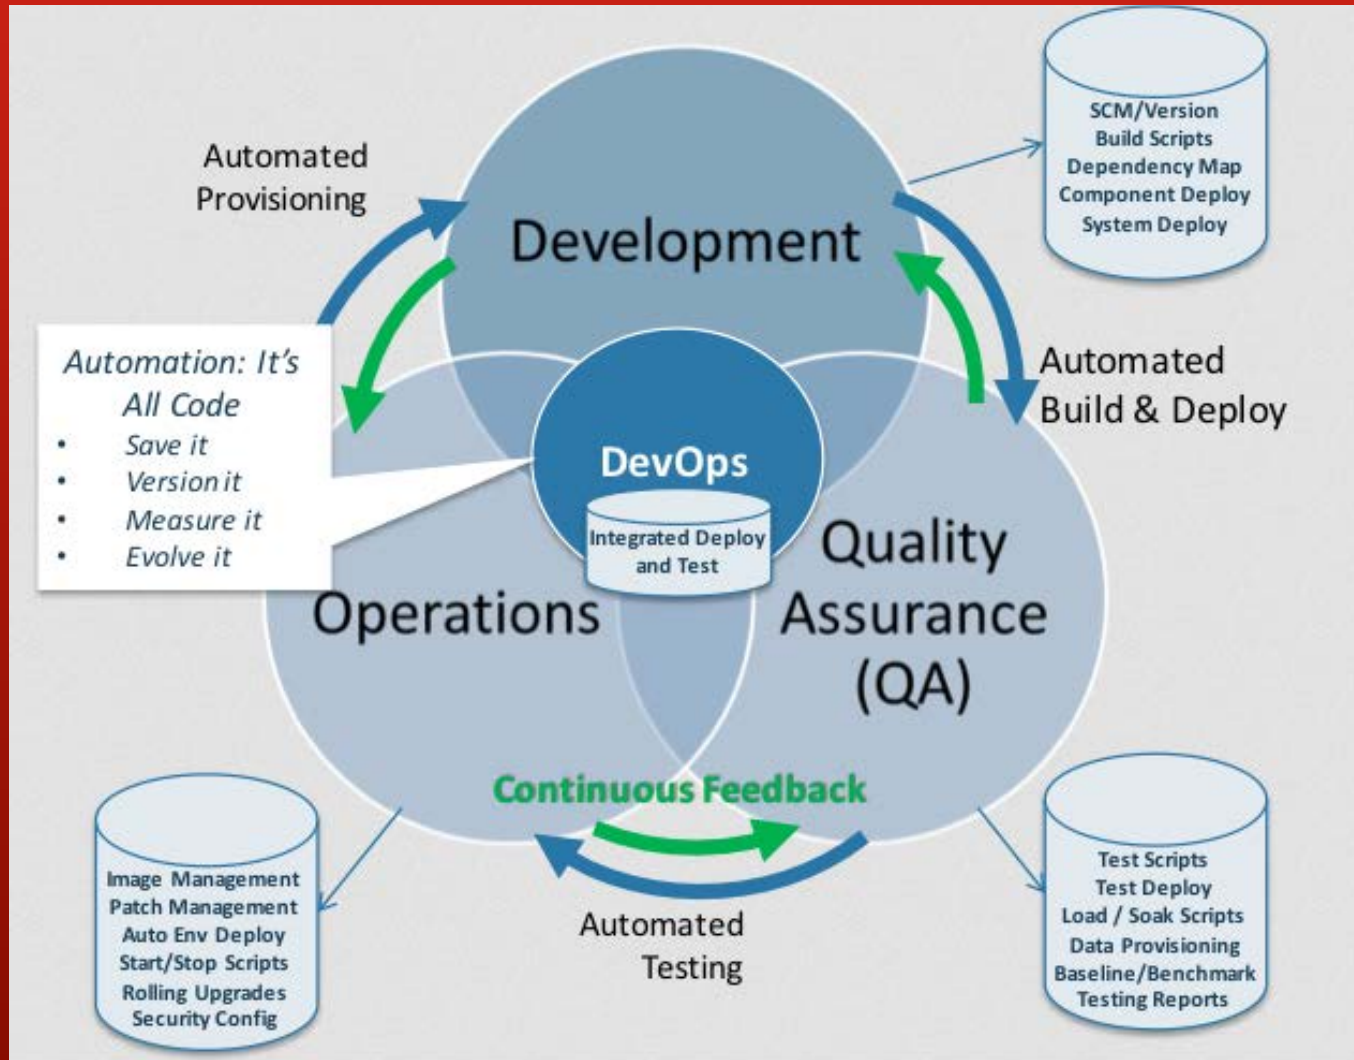 Automated
Provisioning
Development
SCM/Version
Build Scripts
Dependency Map
Component Deploy
System Deploy
Automation: It's
All Code
• Save it
• Version it
• Measure it
• Evolve it
Automated
Build & Deploy
DevOps
Integrated Deploy
and Test
Operations
Quality
Assurance
(QA)
Continuous Feedback
Automated
Testing
Image Management
Patch Management
Auto Env Deploy
Start/Stop Scripts
Rolling Upgrades
Security Config
Test Scripts
Test Deploy
Load / Soak Scripts
Data Provisioning
Baseline/Benchmark
Testing Reports